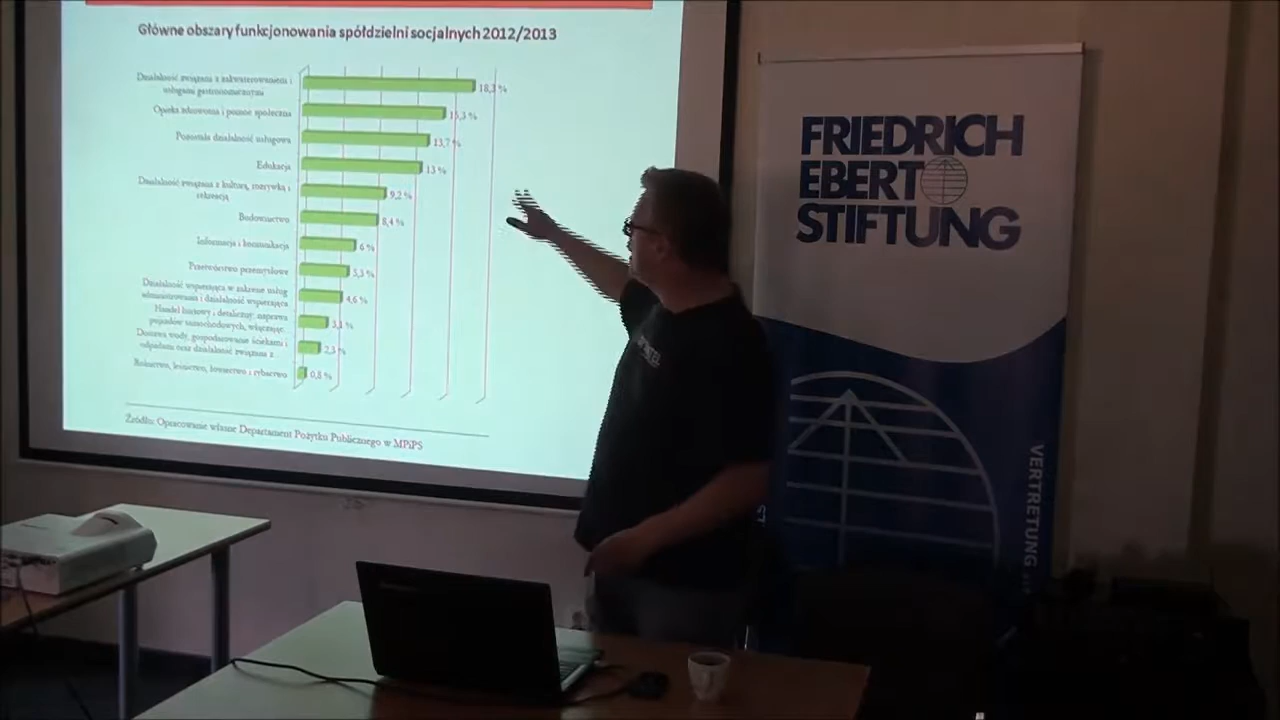 Główne obszary funkcjonowania spółdzielni socjalnych 2012/2013
Działalność związana z zakwaterowaniem i
usługami gastronomicznymi
18,3 %
Opieka zdrowotna i pomoc społeczna
15,3 %
Pozostała działalność usługowa
13,7 %
Edukacja
13 %
Działalność związana z kulturą, rozrywką i
rekreacją
9,2 %
Budownictwo
8,4 %
Informacja i komunikacja
6 %
Przetwórstwo przemysłowe
5,3 %
Działalność wspierająca w zakresie usług
administrowania i działalność wspierająca
4,6 %
Handel hurtowy i detaliczny; naprawa
pojazdów samochodowych, włączając
3,1 %
Dostawa wody, gospodarowanie ściekami i
odpadami oraz działalność związana z...
2,3 %
Rolnictwo, leśnictwo, łowiectwo i rybactwo
0,8 %
Źródło: Opracowanie własne Departament Pożytku Publicznego w MPiPS
FRIEDRICH
EBERT
STIFTUNG
VERTRETUNG